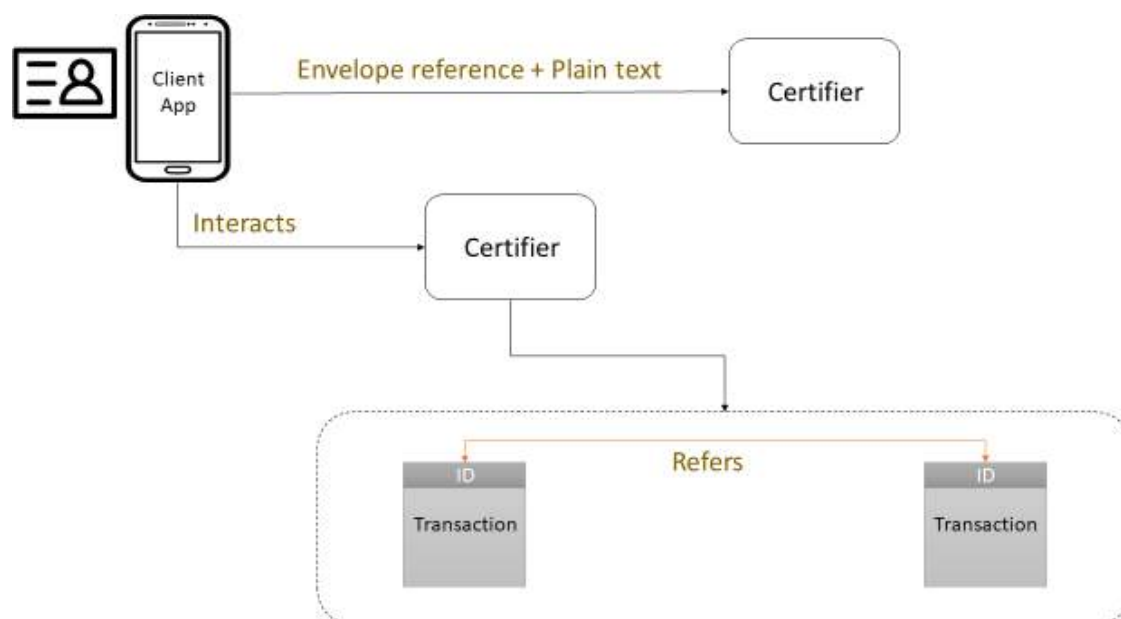 Client
App
Envelope reference + Plain text
Certifier
Interacts
Certifier
Refers
ID
Transaction
ID
Transaction